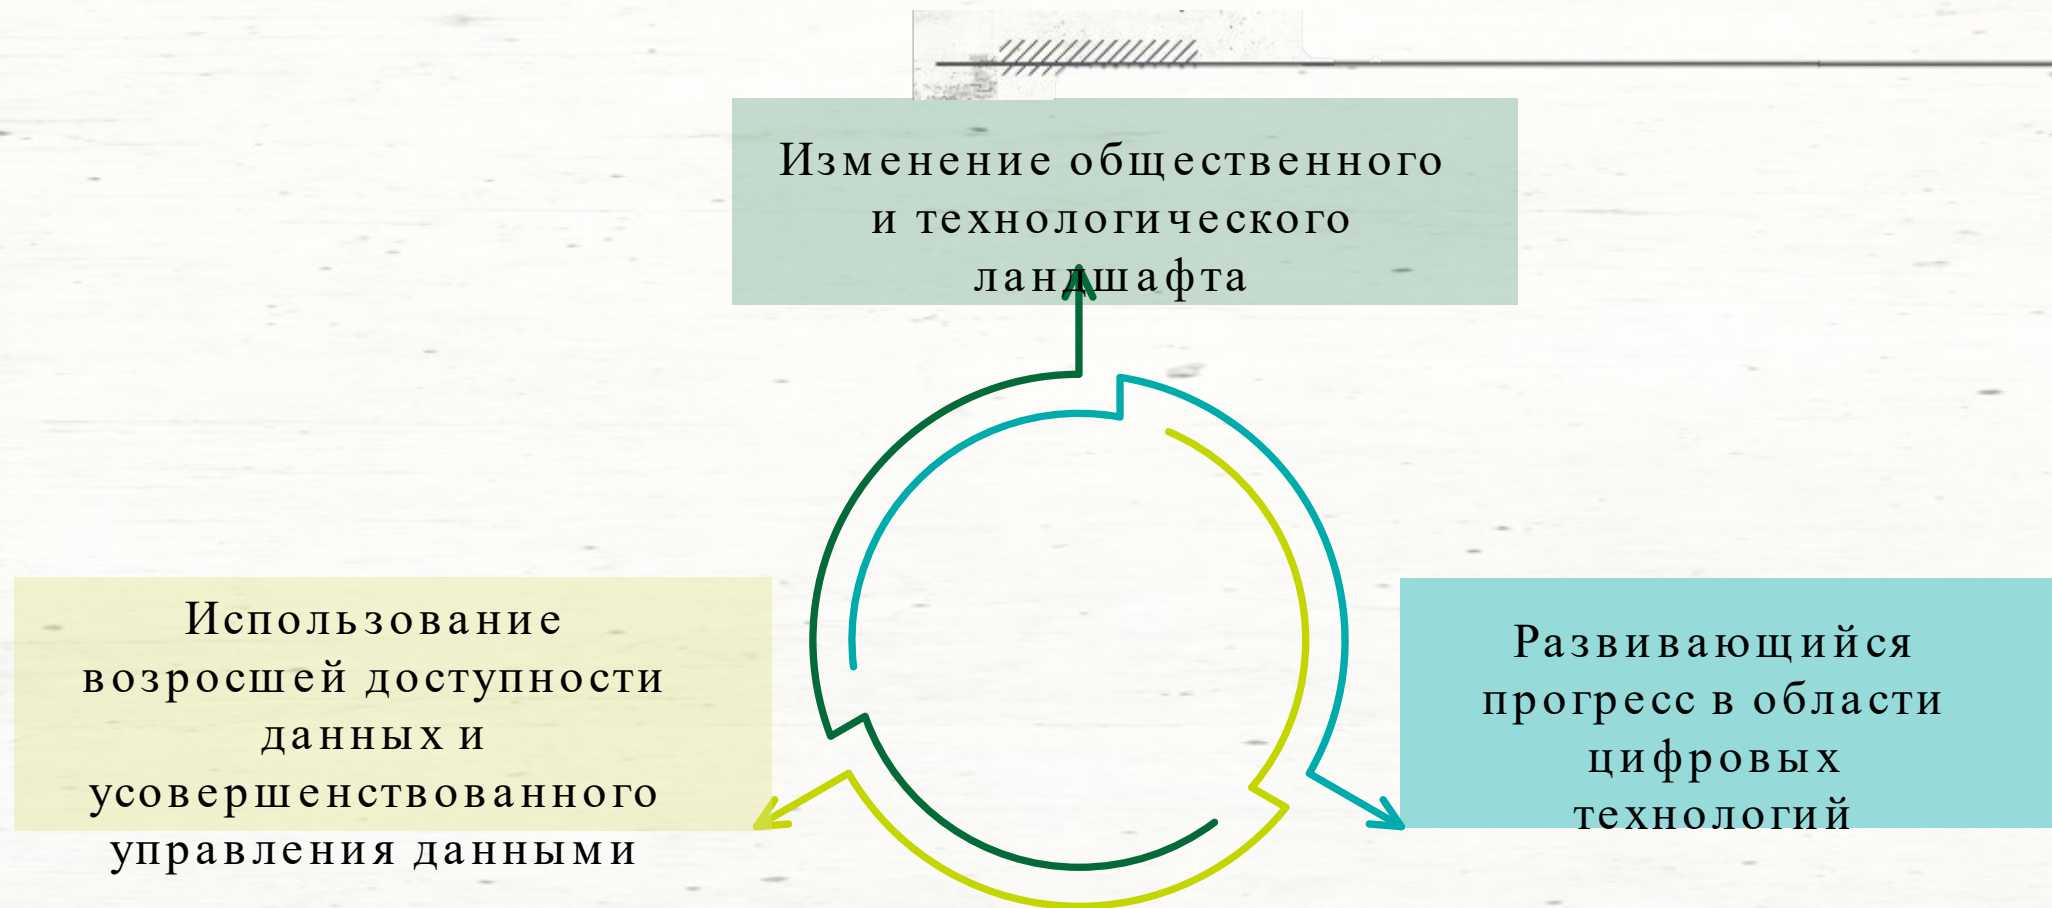 Изменение общественного
и технологического
ландшафта
Использование
возросшей доступности
данных и
усовершенствованного
управления данными
Развивающийся
прогресс в области
цифровых
технологий